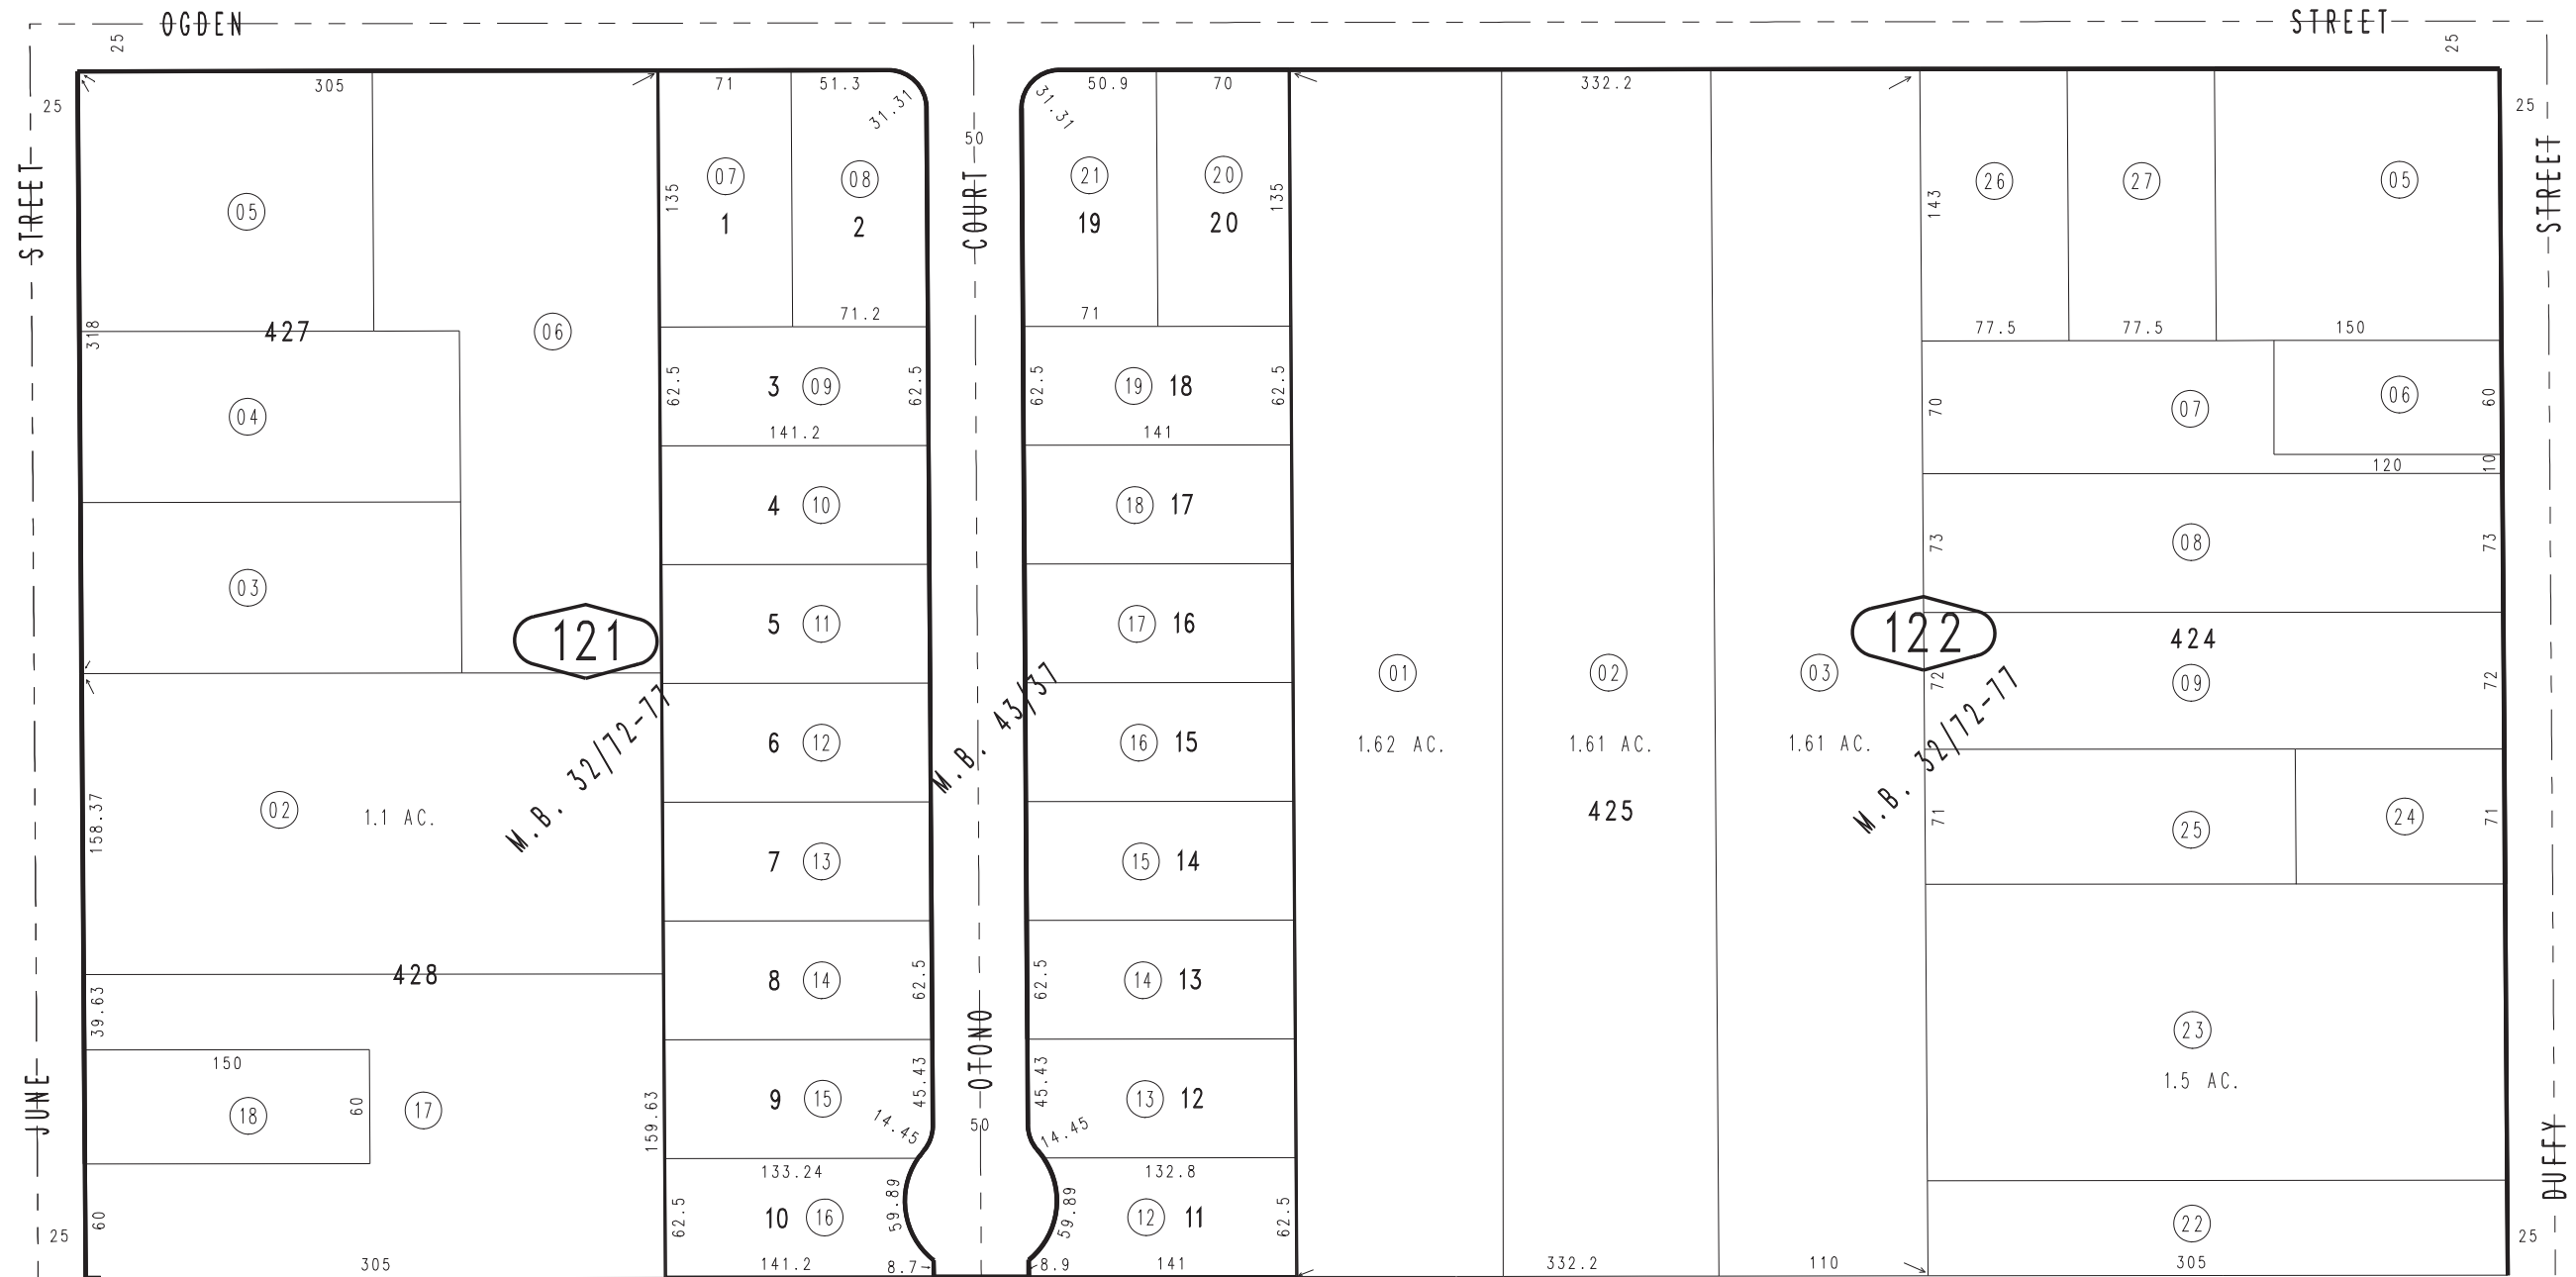 OGDEN STREET
25 25
25 305 71 51.3 50.9 70 332.2 25
31.31 31.31
50
STREET COURT STREET
05 07 08 21 20 26 27 05
135 135 143
1 2 19 20
71.2 71
77.5 77.5 150
318 427 06
62.5 3 09 62.5 62.5 19 18 62.5
70 07 06 60
04
141.2 141
120 10
4 10 18 17
08
73 73
03
5 11 17 16
121 122
424
01 02 03
72 09 72
M.B. 32/72-77
M.B. 43/37
M.B. 32/72-77
6 12 16 15
1.62 AC. 1.61 AC. 1.61 AC.
158.37 02 1.1 AC.
425
71 25 24 71
7 13 15 14
428
8 14 62.5 62.5 14 13
39.63
OTONO
23
1.5 AC.
150
18 60 17
JUNE
9 15 45.43 45.43 13 12
159.63
14.45 50 14.45
DUFFY
133.24 132.8
60 62.5 10 16 59.89 59.89 12 11 62.5
22
25 25
305 141.2 8.7 8.9 141 332.2 110 305